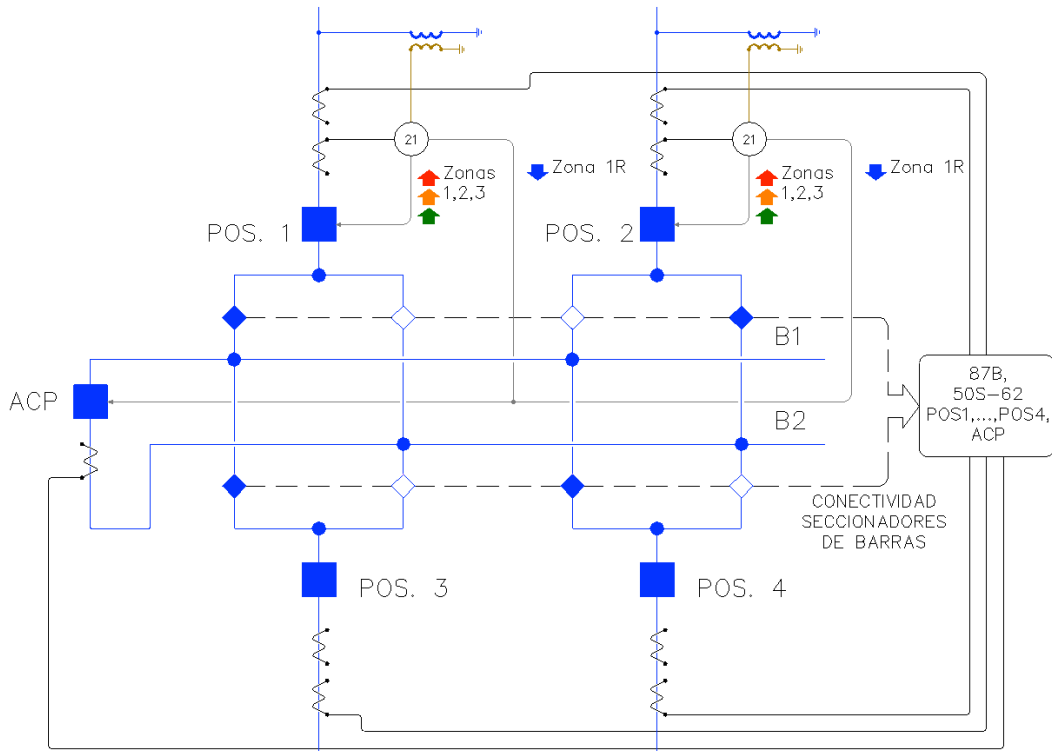 21
Zonas
1,2,3
Zona 1R
21
Zonas
1,2,3
Zona 1R
POS. 1
POS. 2
B1
ACP
87B,
50S-62
POS1,...,POS4,
ACP
B2
CONECTIVIDAD
SECCIONADORES
DE BARRAS
POS. 3
POS. 4